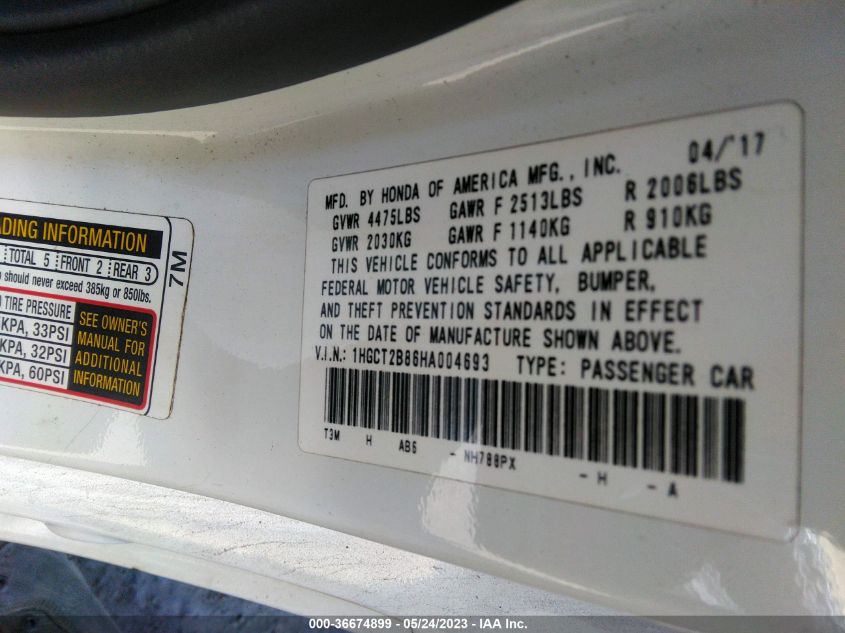 ADING INFORMATION
TOTAL 5 FRONT 2 REAR 3
should never exceed 385kg or 850lbs.
TIRE PRESSURE
KPA, 33PSI
KPA, 32PSI
KPA, 60PSI
SEE OWNER'S
MANUAL FOR
ADDITIONAL
INFORMATION
7M
04/'17
MFD. BY HONDA OF AMERICA MFG., INC.
GVWR 4475LBS GAWR F 2513LBS R 2006LBS
GVWR 2030KG GAWR F 1140KG R 910KG
THIS VEHICLE CONFORMS TO ALL APPLICABLE
FEDERAL MOTOR VEHICLE SAFETY, BUMPER,
AND THEFT PREVENTION STANDARDS IN EFFECT
ON THE DATE OF MANUFACTURE SHOWN ABOVE.
V.I.N.: 1HGCT2B86HA004693 TYPE: PASSENGER CAR
T3M H AB6 - NH788PX - H - A
000-36674899 - 05/24/2023 - IAA Inc.